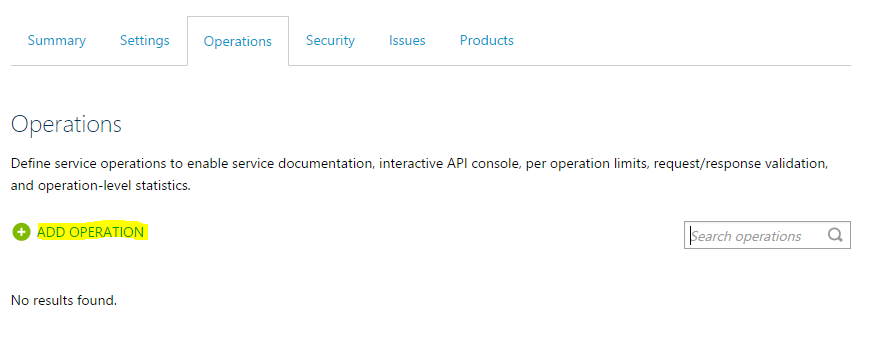 Summary Settings Operations Security Issues Products
Operations
Define service operations to enable service documentation, interactive API console, per operation limits, request/response validation,
and operation-level statistics.
ADD OPERATION Search operations
No results found.